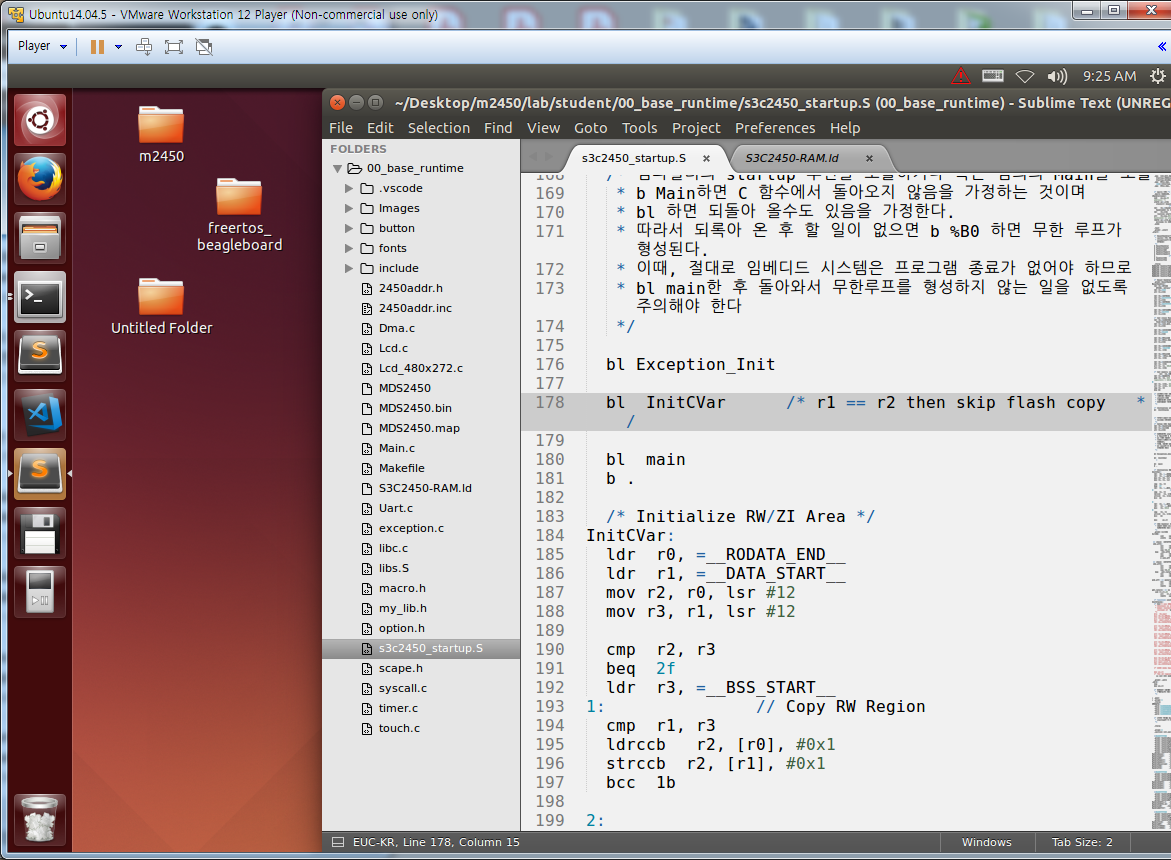 Ubuntu14.04.5 - VMware Workstation 12 Player (Non-commercial use only)
Player
9:25 AM
~/Desktop/m2450/lab/student/00_base_runtime/s3c2450_startup.S (00_base_runtime) - Sublime Text (UNREG
File Edit Selection Find View Goto Tools Project Preferences Help
m2450
freertos_
beagleboard
Untitled Folder
FOLDERS
00_base_runtime
.vscode
Images
button
fonts
include
2450addr.h
2450addr.inc
Dma.c
Lcd.c
Lcd_480x272.c
MDS2450
MDS2450.bin
MDS2450.map
Main.c
Makefile
S3C2450-RAM.ld
Uart.c
exception.c
libc.c
libs.S
macro.h
my_lib.h
option.h
s3c2450_startup.S
scape.h
syscall.c
timer.c
touch.c
s3c2450_startup.S ×
S3C2450-RAM.ld ×
169 * b Main하면 C 함수에서 돌아오지 않음을 가정하는 것이며
170 * bl 하면 되돌아 올수도 있음을 가정한다.
171 * 따라서 되록아 온 후 할 일이 없으면 b %B0 하면 무한 루프가
형성된다.
172 * 이때, 절대로 임베디드 시스템은 프로그램 종료가 없어야 하므로
173 * bl main한 후 돌아와서 무한루프를 형성하지 않는 일을 없도록
주의해야 한다
174 */
175
176 bl Exception_Init
177
178 bl InitCVar /* r1 == r2 then skip flash copy *
/
179
180 bl main
181 b .
182
183 /* Initialize RW/ZI Area */
184 InitCVar:
185 ldr r0, =__RODATA_END__
186 ldr r1, =__DATA_START__
187 mov r2, r0, lsr #12
188 mov r3, r1, lsr #12
189
190 cmp r2, r3
191 beq 2f
192 ldr r3, =__BSS_START__
193 1: // Copy RW Region
194 cmp r1, r3
195 ldrccb r2, [r0], #0x1
196 strccb r2, [r1], #0x1
197 bcc 1b
198
199 2:
EUC-KR, Line 178, Column 15
Windows
Tab Size: 2